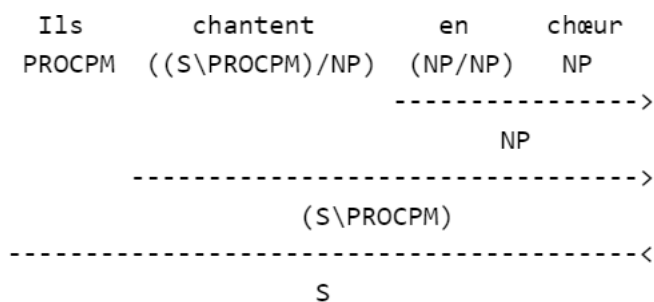 Ils chantent en chœur
PROCPM ((S\PROCPM)/NP) (NP/NP) NP
---------------->
NP
---------------------------------->
(S\PROCPM)
-------------------------------------------<
S